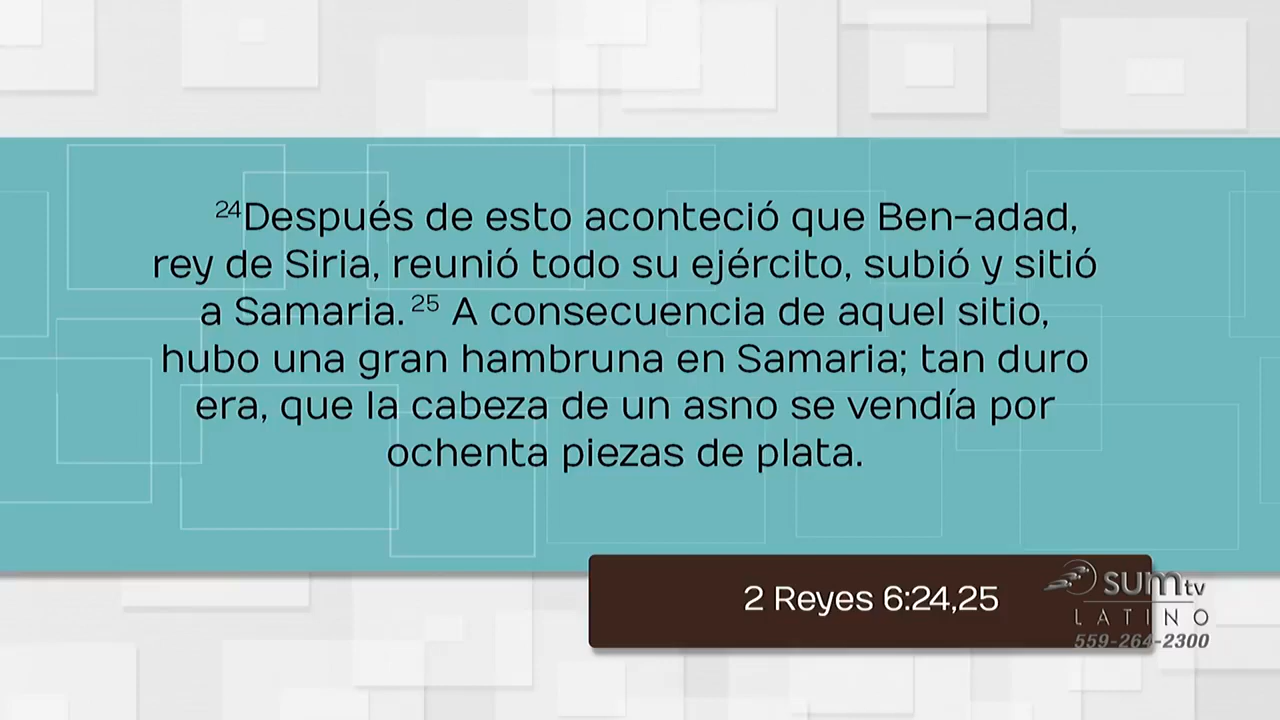 ²⁴Después de esto aconteció que Ben-adad,
rey de Siria, reunió todo su ejército, subió y sitió
a Samaria. ²⁵ A consecuencia de aquel sitio,
hubo una gran hambruna en Samaria; tan duro
era, que la cabeza de un asno se vendía por
ochenta piezas de plata.
2 Reyes 6:24,25
sumtv
LATINO
559-264-2300